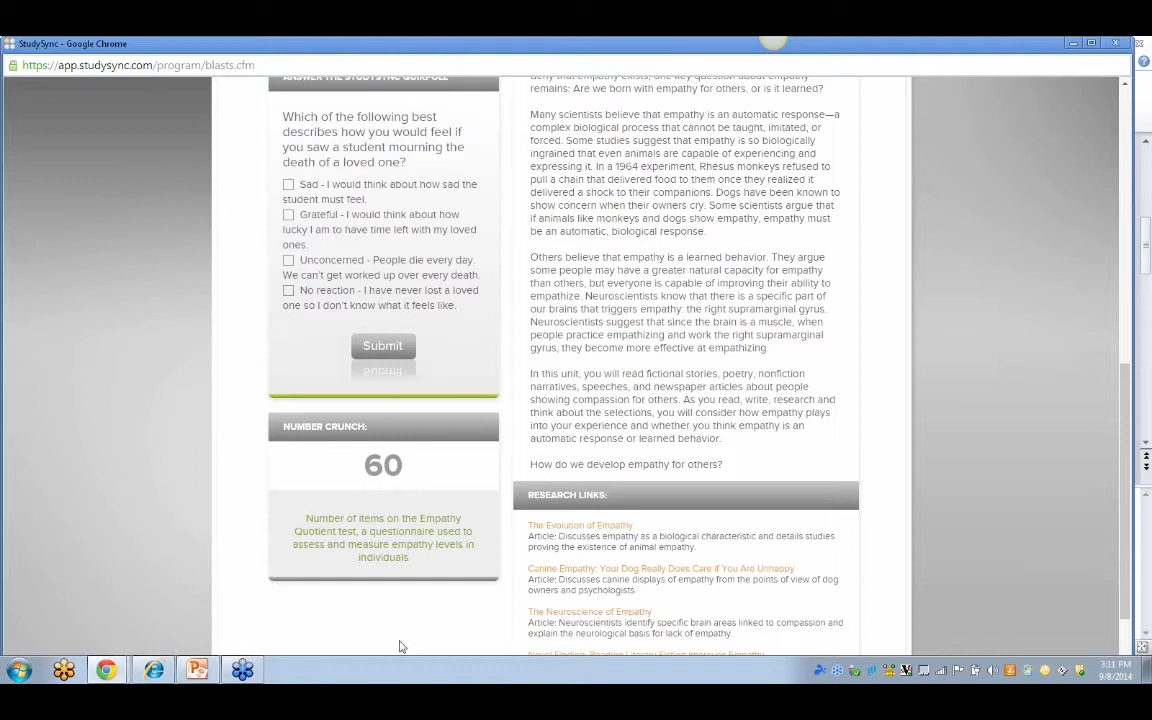 StudySync - Google Chrome
https://app.studysync.com/program/blasts.cfm
ANSWER THE STUDYSYNC QUIKPOLL
Which of the following best
describes how you would feel if
you saw a student mourning the
death of a loved one?
Sad - I would think about how sad the
student must feel.
Grateful - I would think about how
lucky I am to have time left with my loved
ones.
Unconcerned - People die every day.
We can't get worked up over every death.
No reaction - I have never lost a loved
one so I don't know what it feels like.
Submit
NUMBER CRUNCH:
60
Number of items on the Empathy
Quotient test, a questionnaire used to
assess and measure empathy levels in
individuals
deny that empathy exists, one key question about empathy
remains: Are we born with empathy for others, or is it learned?
Many scientists believe that empathy is an automatic response—a
complex biological process that cannot be taught, imitated, or
forced. Some studies suggest that empathy is so biologically
ingrained that even animals are capable of experiencing and
expressing it. In a 1964 experiment, Rhesus monkeys refused to
pull a chain that delivered food to them once they realized it
delivered a shock to their companions. Dogs have been known to
show concern when their owners cry. Some scientists argue that
if animals like monkeys and dogs show empathy, empathy must
be an automatic, biological response.
Others believe that empathy is a learned behavior. They argue
some people may have a greater natural capacity for empathy
than others, but everyone is capable of improving their ability to
empathize. Neuroscientists know that there is a specific part of
our brains that triggers empathy: the right supramarginal gyrus.
Neuroscientists suggest that since the brain is a muscle, when
people practice empathizing and work the right supramarginal
gyrus, they become more effective at empathizing.
In this unit, you will read fictional stories, poetry, nonfiction
narratives, speeches, and newspaper articles about people
showing compassion for others. As you read, write, research and
think about the selections, you will consider how empathy plays
into your experience and whether you think empathy is an
automatic response or learned behavior.
How do we develop empathy for others?
RESEARCH LINKS:
The Evolution of Empathy
Article: Discusses empathy as a biological characteristic and details studies
proving the existence of animal empathy.
Canine Empathy: Your Dog Really Does Care if You Are Unhappy
Article: Discusses canine displays of empathy from the points of view of dog
owners and psychologists.
The Neuroscience of Empathy
Article: Neuroscientists identify specific brain areas linked to compassion and
explain the neurological basis for lack of empathy.
Novel Finding: Reading Literary Fiction Improves Empathy
3:11 PM
9/8/2014